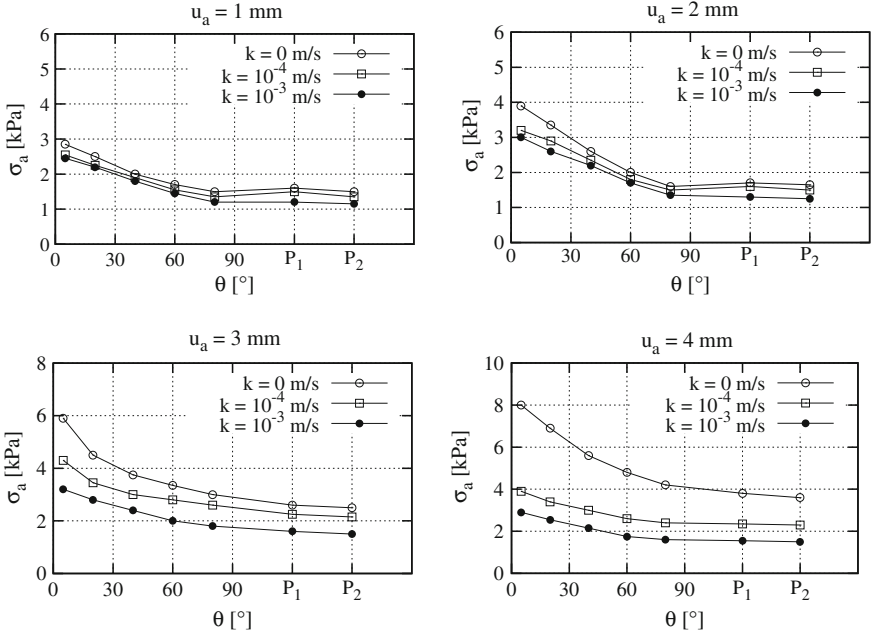 u_a = 1 mm
σ_a [kPa]
6
5
4
3
2
1
0
k = 0 m/s
k = 10^-4 m/s
k = 10^-3 m/s
0 30 60 90 P_1 P_2
θ [°]
u_a = 2 mm
σ_a [kPa]
6
5
4
3
2
1
0
k = 0 m/s
k = 10^-4 m/s
k = 10^-3 m/s
0 30 60 90 P_1 P_2
θ [°]
u_a = 3 mm
σ_a [kPa]
8
6
4
2
0
k = 0 m/s
k = 10^-4 m/s
k = 10^-3 m/s
0 30 60 90 P_1 P_2
θ [°]
u_a = 4 mm
σ_a [kPa]
10
8
6
4
2
0
k = 0 m/s
k = 10^-4 m/s
k = 10^-3 m/s
0 30 60 90 P_1 P_2
θ [°]